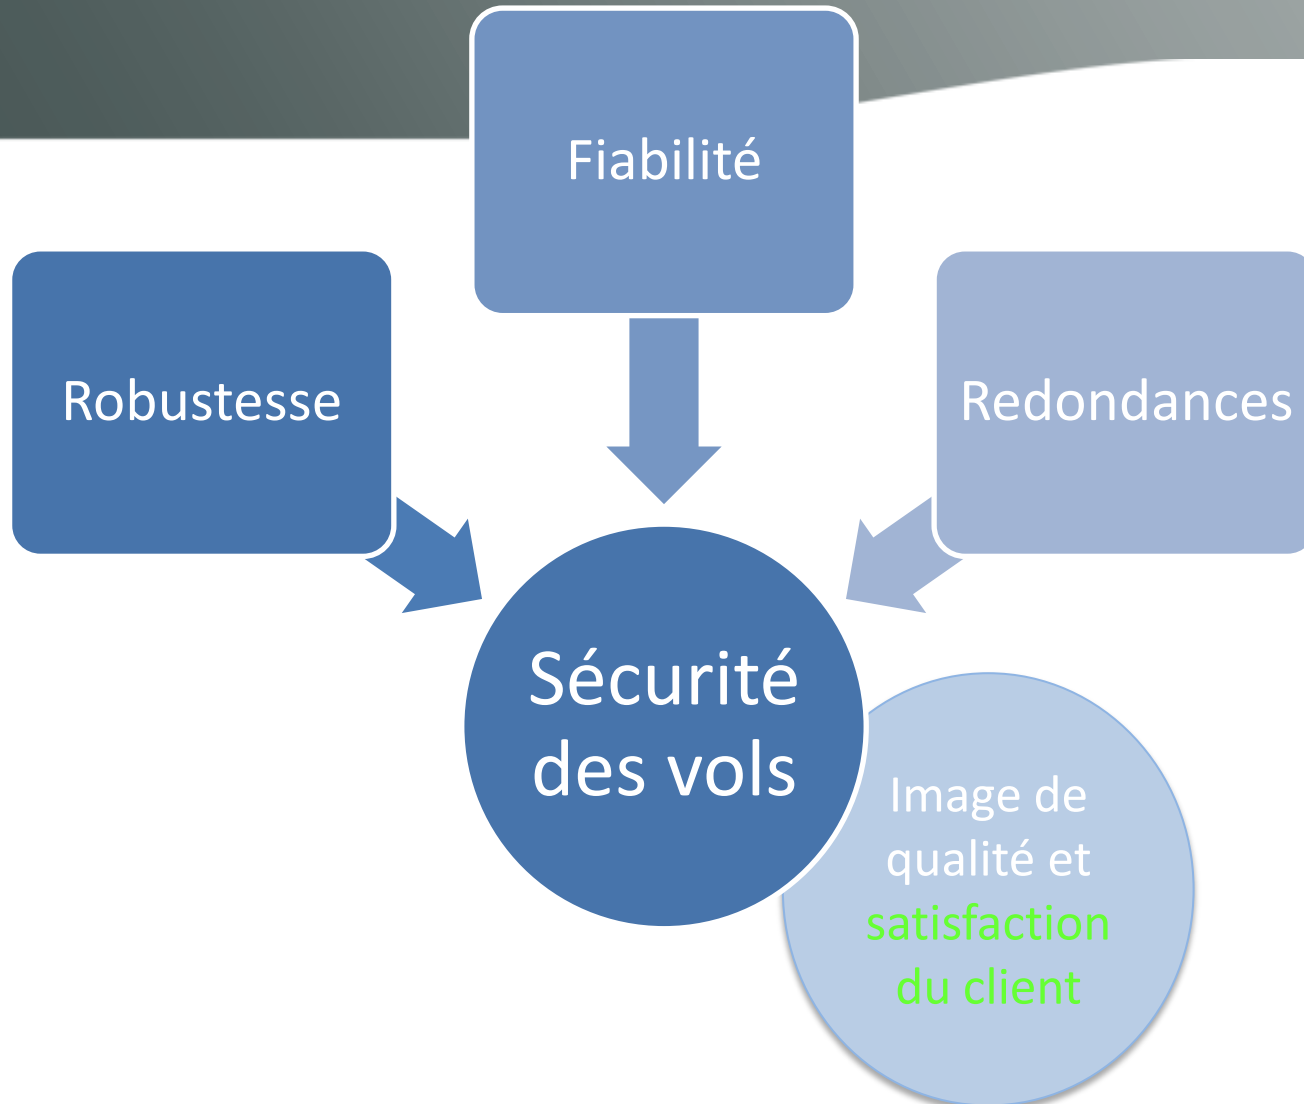 Fiabilité
Robustesse
Redondances
Sécurité
des vols
Image de
qualité et
satisfaction
du client